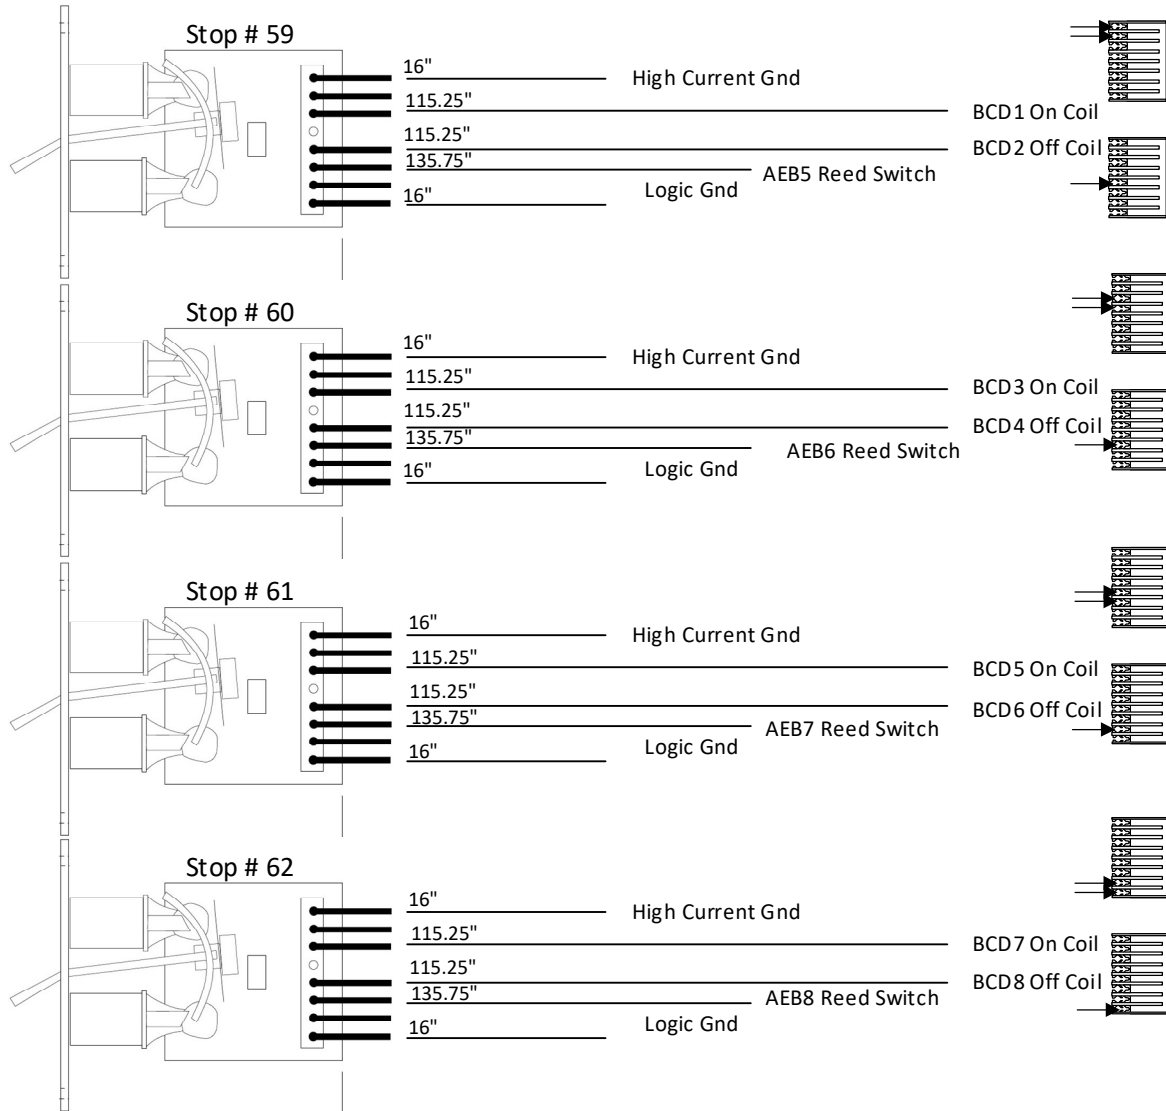 Stop # 59
16"
High Current Gnd
115.25"
BCD1 On Coil
115.25"
BCD2 Off Coil
135.75"
AEB5 Reed Switch
Logic Gnd
16"
Stop # 60
16"
High Current Gnd
115.25"
BCD3 On Coil
115.25"
BCD4 Off Coil
135.75"
AEB6 Reed Switch
Logic Gnd
16"
Stop # 61
16"
High Current Gnd
115.25"
BCD5 On Coil
115.25"
BCD6 Off Coil
135.75"
AEB7 Reed Switch
Logic Gnd
16"
Stop # 62
16"
High Current Gnd
115.25"
BCD7 On Coil
115.25"
BCD8 Off Coil
135.75"
AEB8 Reed Switch
Logic Gnd
16"